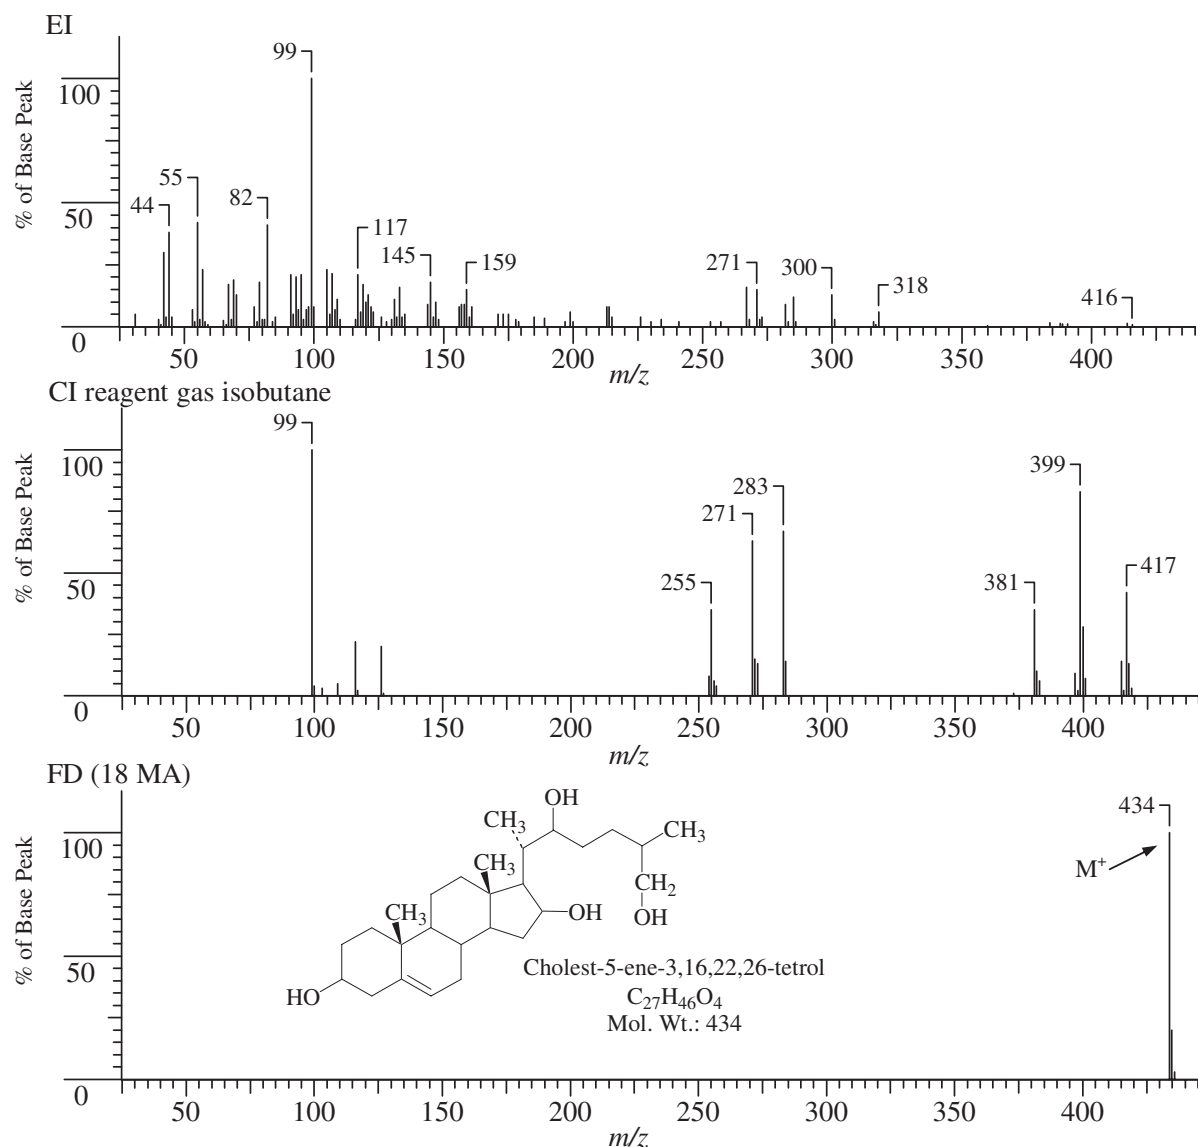 EI
% of Base Peak
100
50
0
99
55
44
82
117
145
159
271
300
318
416
50 100 150 200 250 300 350 400
m/z
CI reagent gas isobutane
% of Base Peak
100
50
0
99
255
271
283
381
399
417
50 100 150 200 250 300 350 400
m/z
FD (18 MA)
% of Base Peak
100
50
0
434
M+
OH
CH3
CH3
CH3
CH2
OH
CH3
OH
HO
Cholest-5-ene-3,16,22,26-tetrol
C27H46O4
Mol. Wt.: 434
50 100 150 200 250 300 350 400
m/z